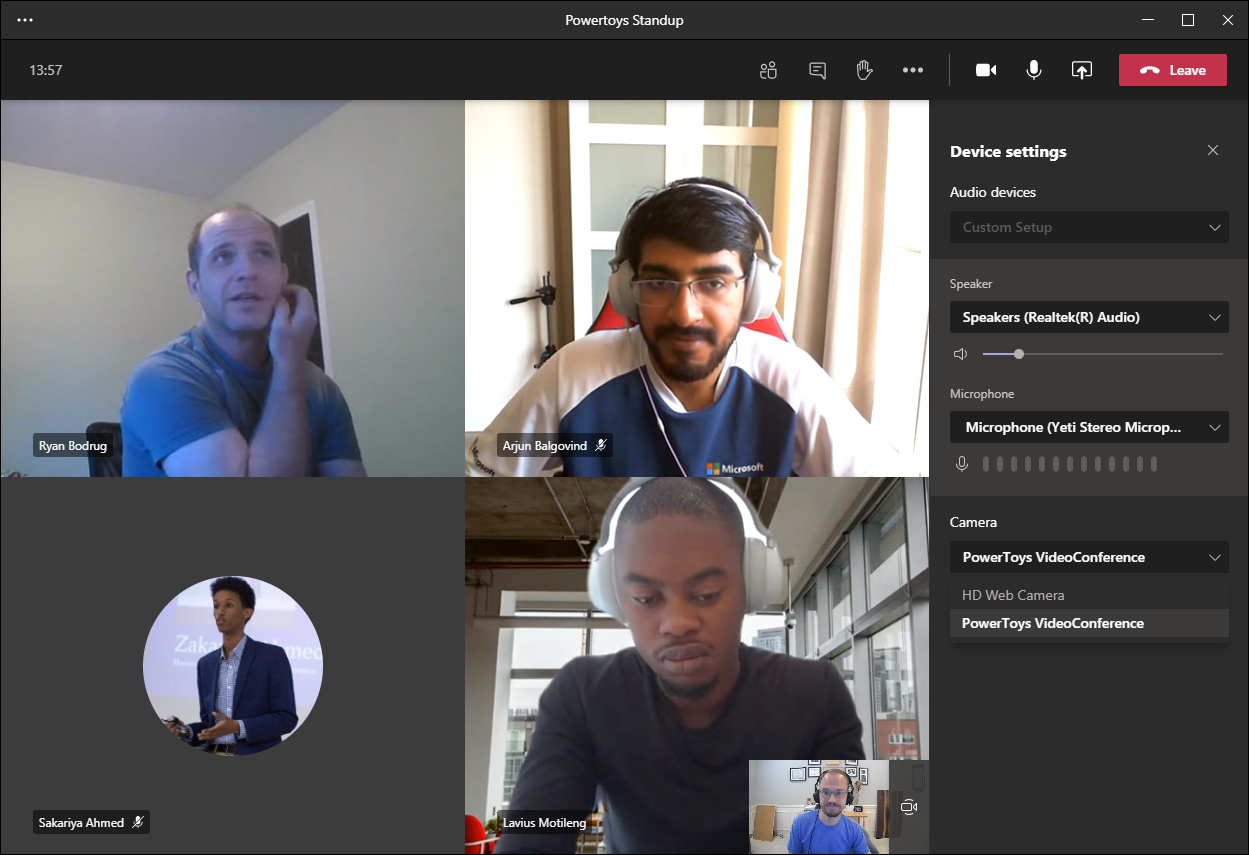 Powertoys Standup
13:57
Leave
Device settings
Audio devices
Custom Setup
Speaker
Speakers (Realtek(R) Audio)
Microphone
Microphone (Yeti Stereo Microp...
Camera
PowerToys VideoConference
HD Web Camera
PowerToys VideoConference
Ryan Bodrug
Arjun Balgovind
Microsoft
Microsoft
Sakariya Ahmed
Lavius Motileng